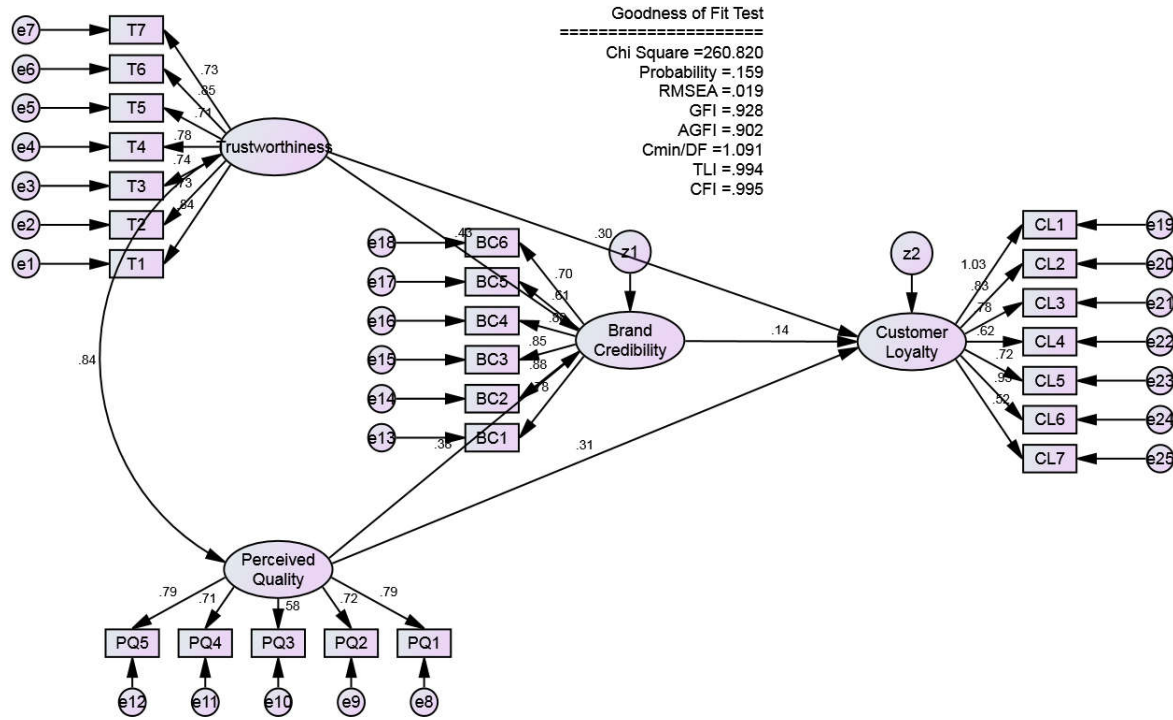 Goodness of Fit Test
=====================
Chi Square =260.820
Probability =.159
RMSEA =.019
GFI =.928
AGFI =.902
Cmin/DF =1.091
TLI =.994
CFI =.995
e7 T7
e6 T6
e5 T5
e4 T4
e3 T3
e2 T2
e1 T1
.73
.85
.71
.78
.74
.73
.84
Trustworthiness
.43
.30
.84
e18 BC6
e17 BC5
e16 BC4
e15 BC3
e14 BC2
e13 BC1
.70
.61
.85
.88
.78
z1
Brand
Credibility
.14
z2
Customer
Loyalty
CL1 e19
CL2 e20
CL3 e21
CL4 e22
CL5 e23
CL6 e24
CL7 e25
1.03
.83
.78
.62
.72
.52
.31
Perceived
Quality
.79
.71
.58
.72
.79
PQ5 PQ4 PQ3 PQ2 PQ1
e12 e11 e10 e9 e8